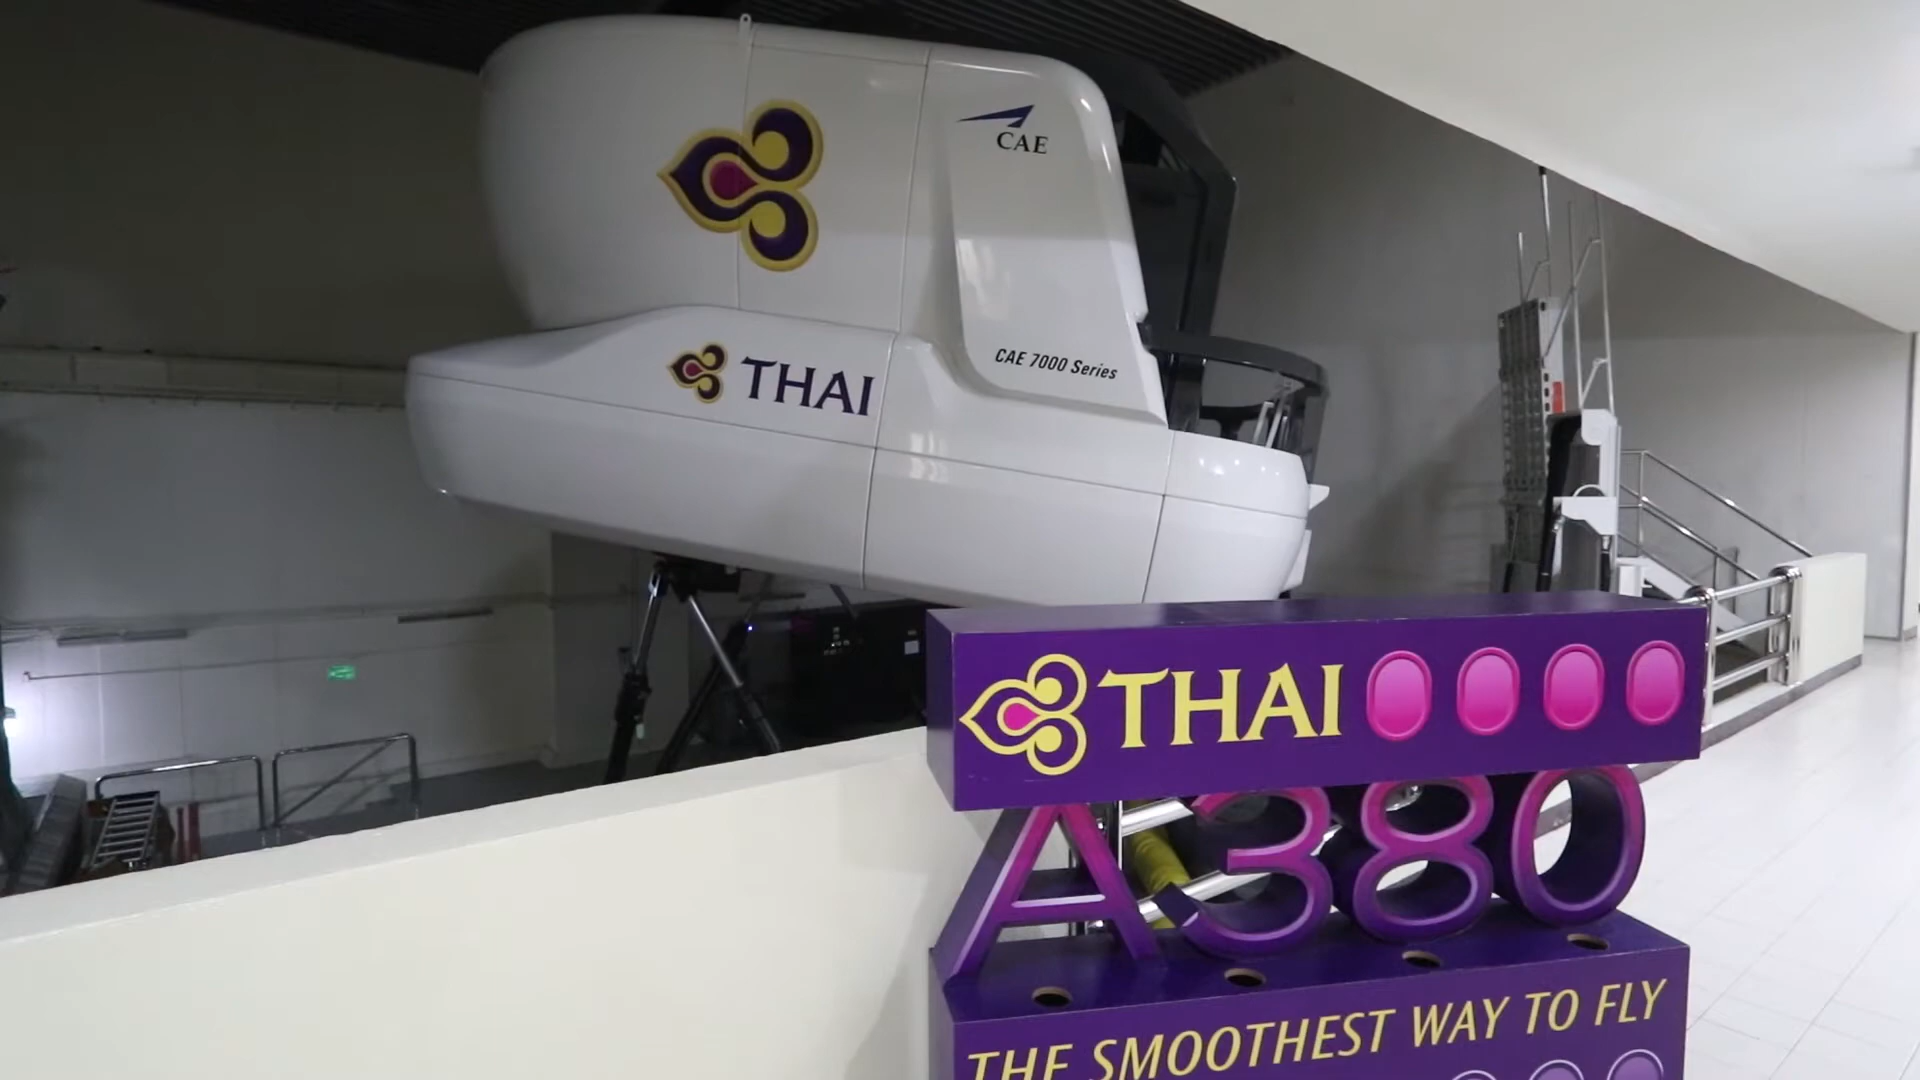 CAE
CAE 7000 Series
THAI
THAI
A380
THE SMOOTHEST WAY TO FLY